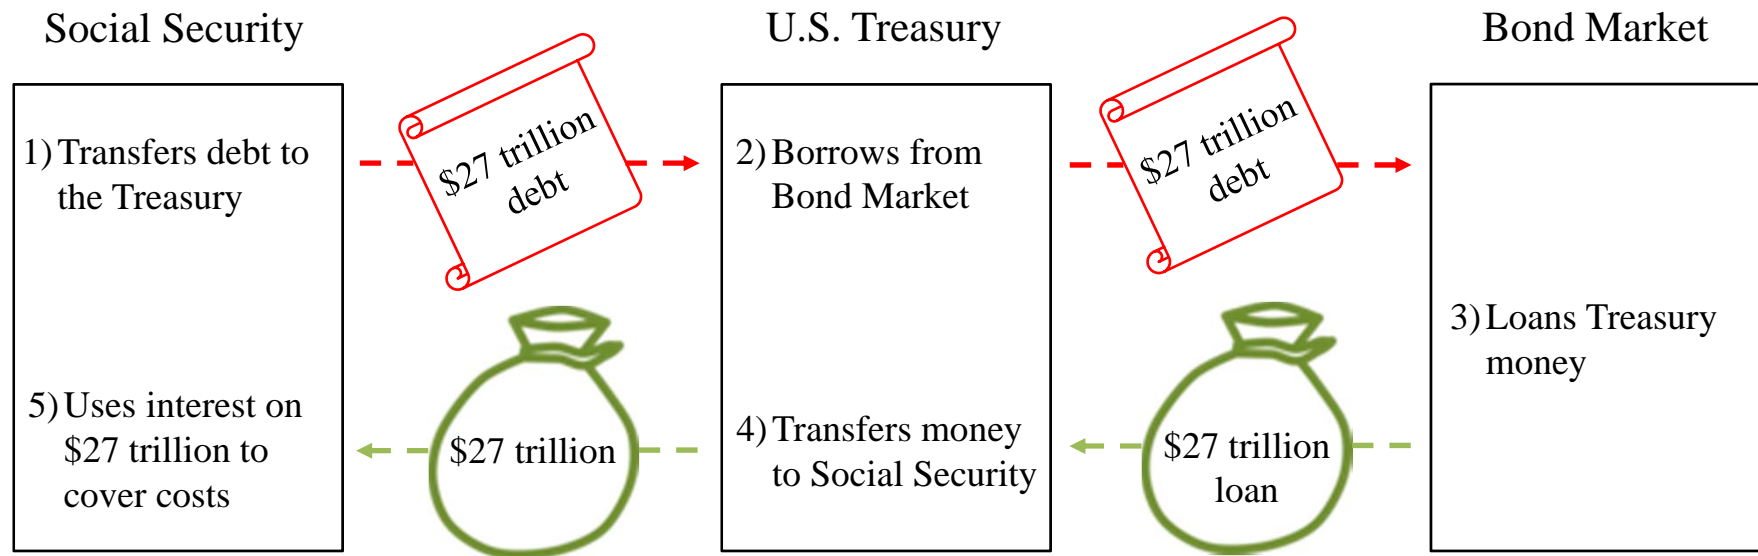 Social Security
U.S. Treasury
Bond Market
1) Transfers debt to
the Treasury
$27 trillion
debt
2) Borrows from
Bond Market
$27 trillion
debt
3) Loans Treasury
money
5) Uses interest on
$27 trillion to
cover costs
$27 trillion
4) Transfers money
to Social Security
$27 trillion
loan